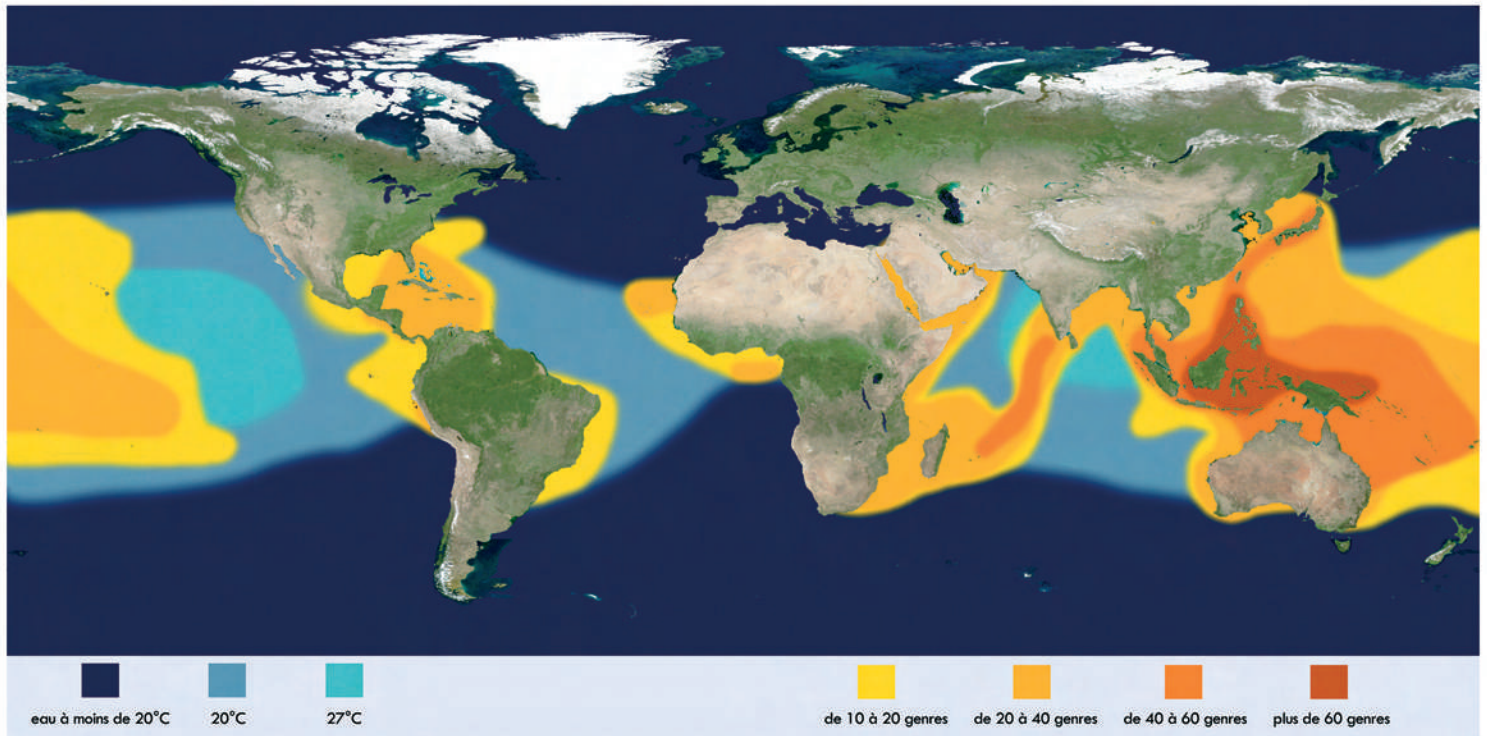 eau à moins de 20°C
20°C
27°C
de 10 à 20 genres
de 20 à 40 genres
de 40 à 60 genres
plus de 60 genres